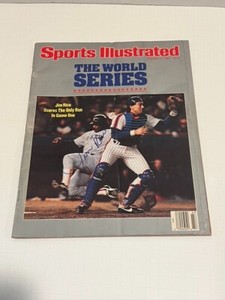 Sports Illustrated
THE WORLD
SERIES
Jim Rice
Scores The Only Run
In Game One